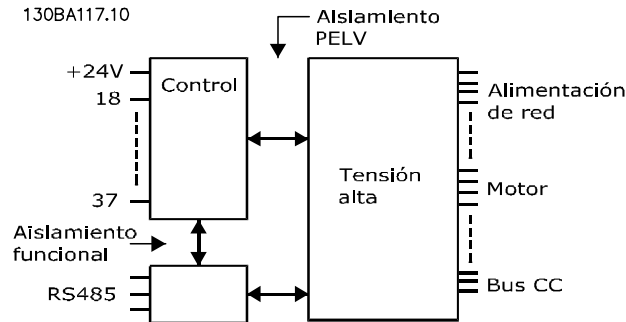 130BA117.10
Aislamiento
PELV
+24V
18
37
Control
Tensión
alta
Alimentación
de red
Motor
Bus CC
Aislamiento
funcional
RS485